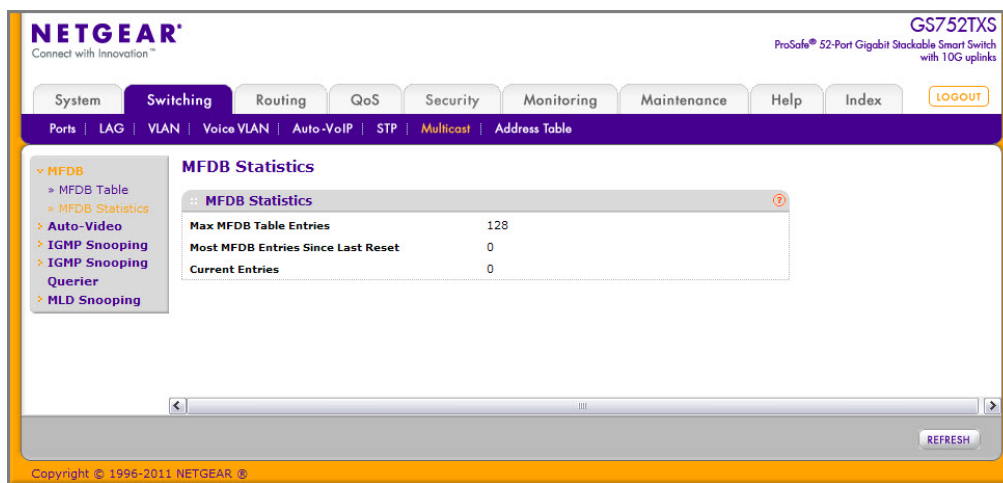 NETGEAR®
Connect with Innovation™
GS752TXS
ProSafe® 52-Port Gigabit Stackable Smart Switch
with 10G uplinks
System Switching Routing QoS Security Monitoring Maintenance Help Index LOGOUT
Ports | LAG | VLAN | Voice VLAN | Auto-VoIP | STP | Multicast | Address Table
MFDB
» MFDB Table
» MFDB Statistics
Auto-Video
IGMP Snooping
IGMP Snooping
Querier
MLD Snooping
MFDB Statistics
MFDB Statistics ?
Max MFDB Table Entries 128
Most MFDB Entries Since Last Reset 0
Current Entries 0
REFRESH
Copyright © 1996-2011 NETGEAR ®